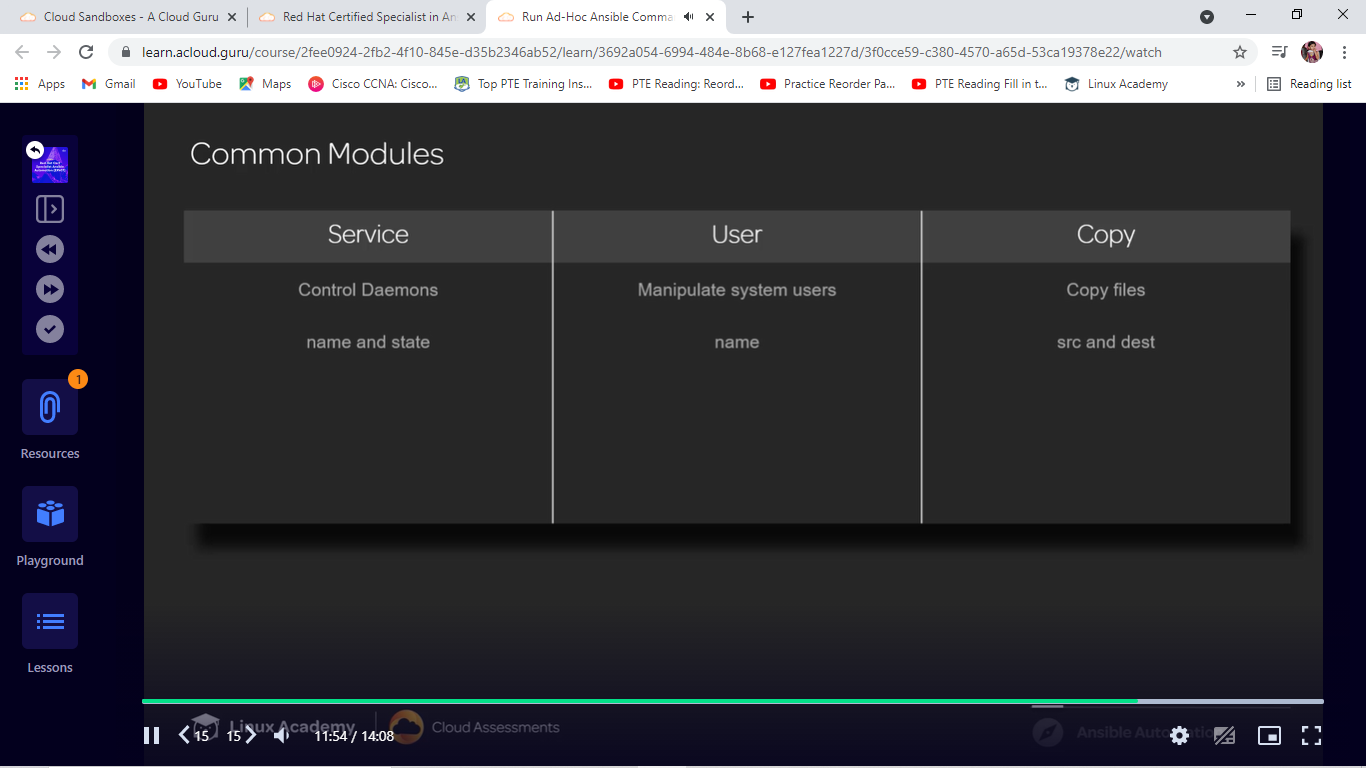 Cloud Sandboxes - A Cloud Guru
Red Hat Certified Specialist in An
Run Ad-Hoc Ansible Comma
learn.acloud.guru/course/2fee0924-2fb2-4f10-845e-d35b2346ab52/learn/3692a054-6994-484e-8b68-e127fea1227d/3f0cce59-c380-4570-a65d-53ca19378e22/watch
Apps Gmail YouTube Maps Cisco CCNA: Cisco... Top PTE Training Ins... PTE Reading: Reord... Practice Reorder Pa... PTE Reading Fill in t... Linux Academy » Reading list
Common Modules
Service User Copy
Control Daemons Manipulate system users Copy files
name and state name src and dest
1
Resources
Playground
Lessons
Linux Academy Cloud Assessments
15 15 11:54 / 14:08